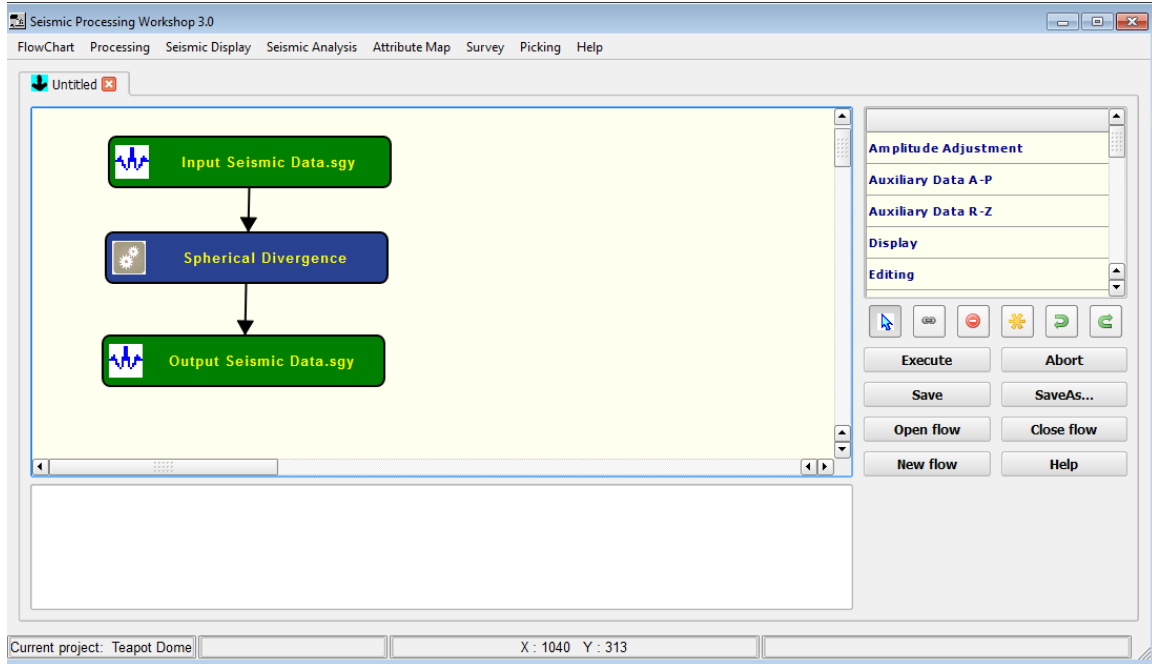 Seismic Processing Workshop 3.0
FlowChart Processing Seismic Display Seismic Analysis Attribute Map Survey Picking Help
Untitled
Input Seismic Data.sgy
Spherical Divergence
Output Seismic Data.sgy
Amplitude Adjustment
Auxiliary Data A-P
Auxiliary Data R-Z
Display
Editing
Execute Abort
Save SaveAs...
Open flow Close flow
New flow Help
Current project: Teapot Dome X : 1040 Y : 313